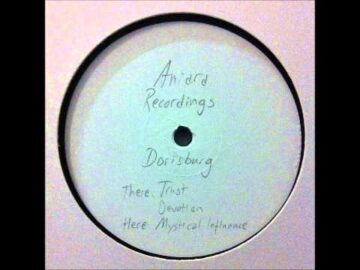 Aniara
Recordings
Dorisburg
There: Trust
Devotion
Here Mystical Influence